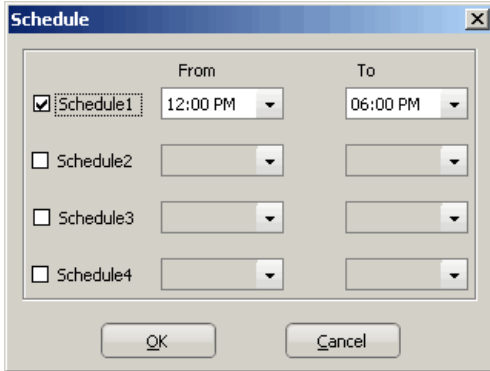 Schedule
From To
Schedule1 12:00 PM 06:00 PM
Schedule2
Schedule3
Schedule4
OK Cancel